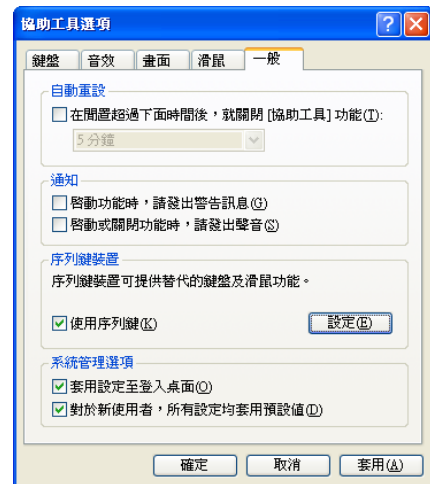 協助工具選項
鍵盤 音效 畫面 滑鼠 一般
自動重設
在閒置超過下面時間後，就關閉 [協助工具] 功能(T):
5 分鐘
通知
啟動功能時，請發出警告訊息(G)
啟動或關閉功能時，請發出聲音(S)
序列鍵裝置
序列鍵裝置可提供替代的鍵盤及滑鼠功能。
使用序列鍵(K) 設定(E)
系統管理選項
套用設定至登入桌面(O)
對於新使用者，所有設定均套用預設值(D)
確定 取消 套用(A)